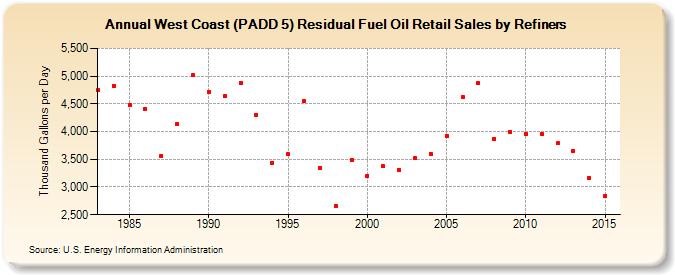 Annual West Coast (PADD 5) Residual Fuel Oil Retail Sales by Refiners
Thousand Gallons per Day
5,500
5,000
4,500
4,000
3,500
3,000
2,500
1985 1990 1995 2000 2005 2010 2015
Source: U.S. Energy Information Administration